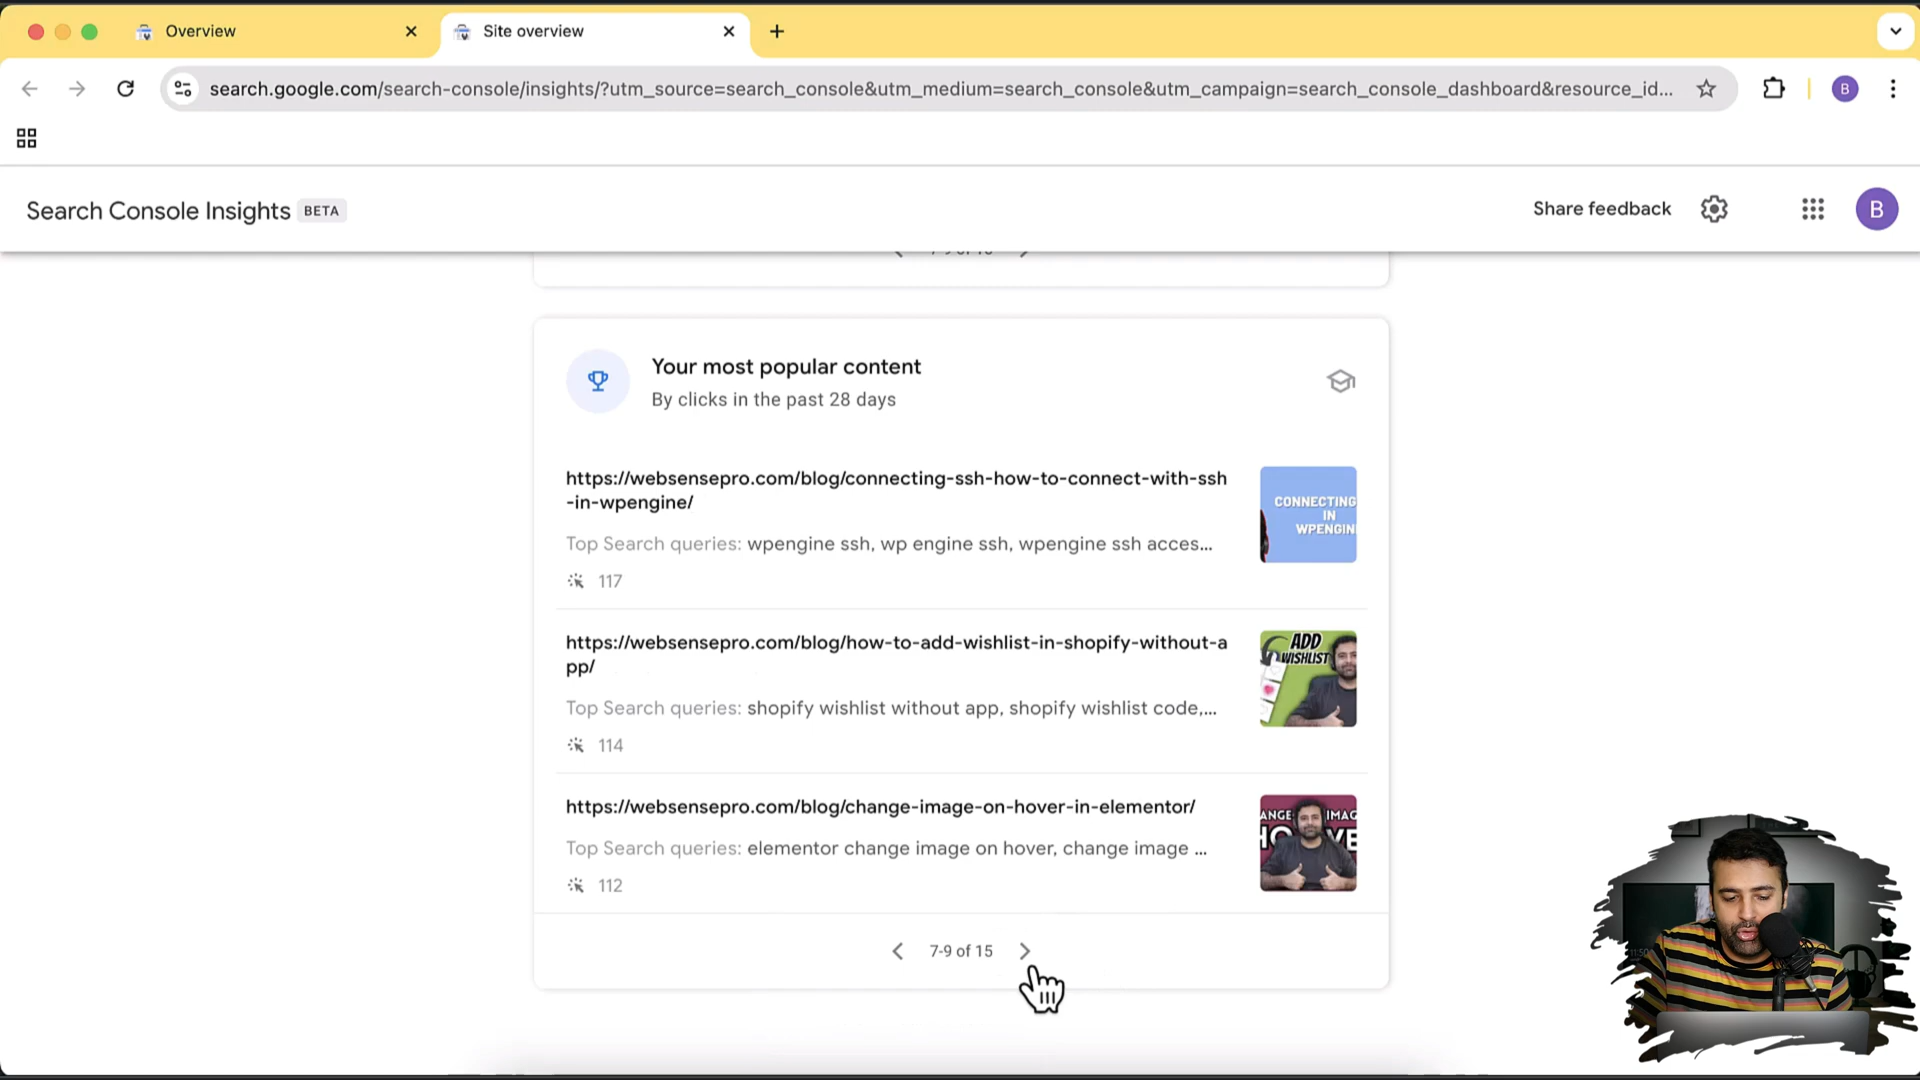 Overview
Site overview
search.google.com/search-console/insights/?utm_source=search_console&utm_medium=search_console&utm_campaign=search_console_dashboard&resource_id...
B
Search Console Insights BETA
Share feedback
B
Your most popular content
By clicks in the past 28 days
https://websensepro.com/blog/connecting-ssh-how-to-connect-with-ssh
-in-wpengine/
CONNECTING
IN
WPENGIN
Top Search queries: wpengine ssh, wp engine ssh, wpengine ssh acces...
117
https://websensepro.com/blog/how-to-add-wishlist-in-shopify-without-a
pp/
ADD
WISHLIST
Top Search queries: shopify wishlist without app, shopify wishlist code,...
114
https://websensepro.com/blog/change-image-on-hover-in-elementor/
ANGE IMAG
Top Search queries: elementor change image on hover, change image ...
112
7-9 of 15